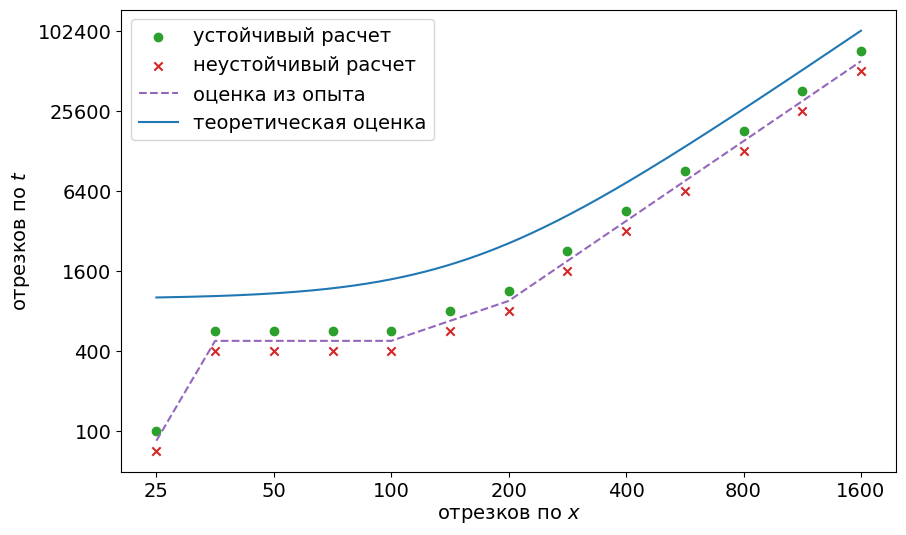 устойчивый расчет
неустойчивый расчет
оценка из опыта
теоретическая оценка
отрезков по t
102400
25600
6400
1600
400
100
25 50 100 200 400 800 1600
отрезков по x